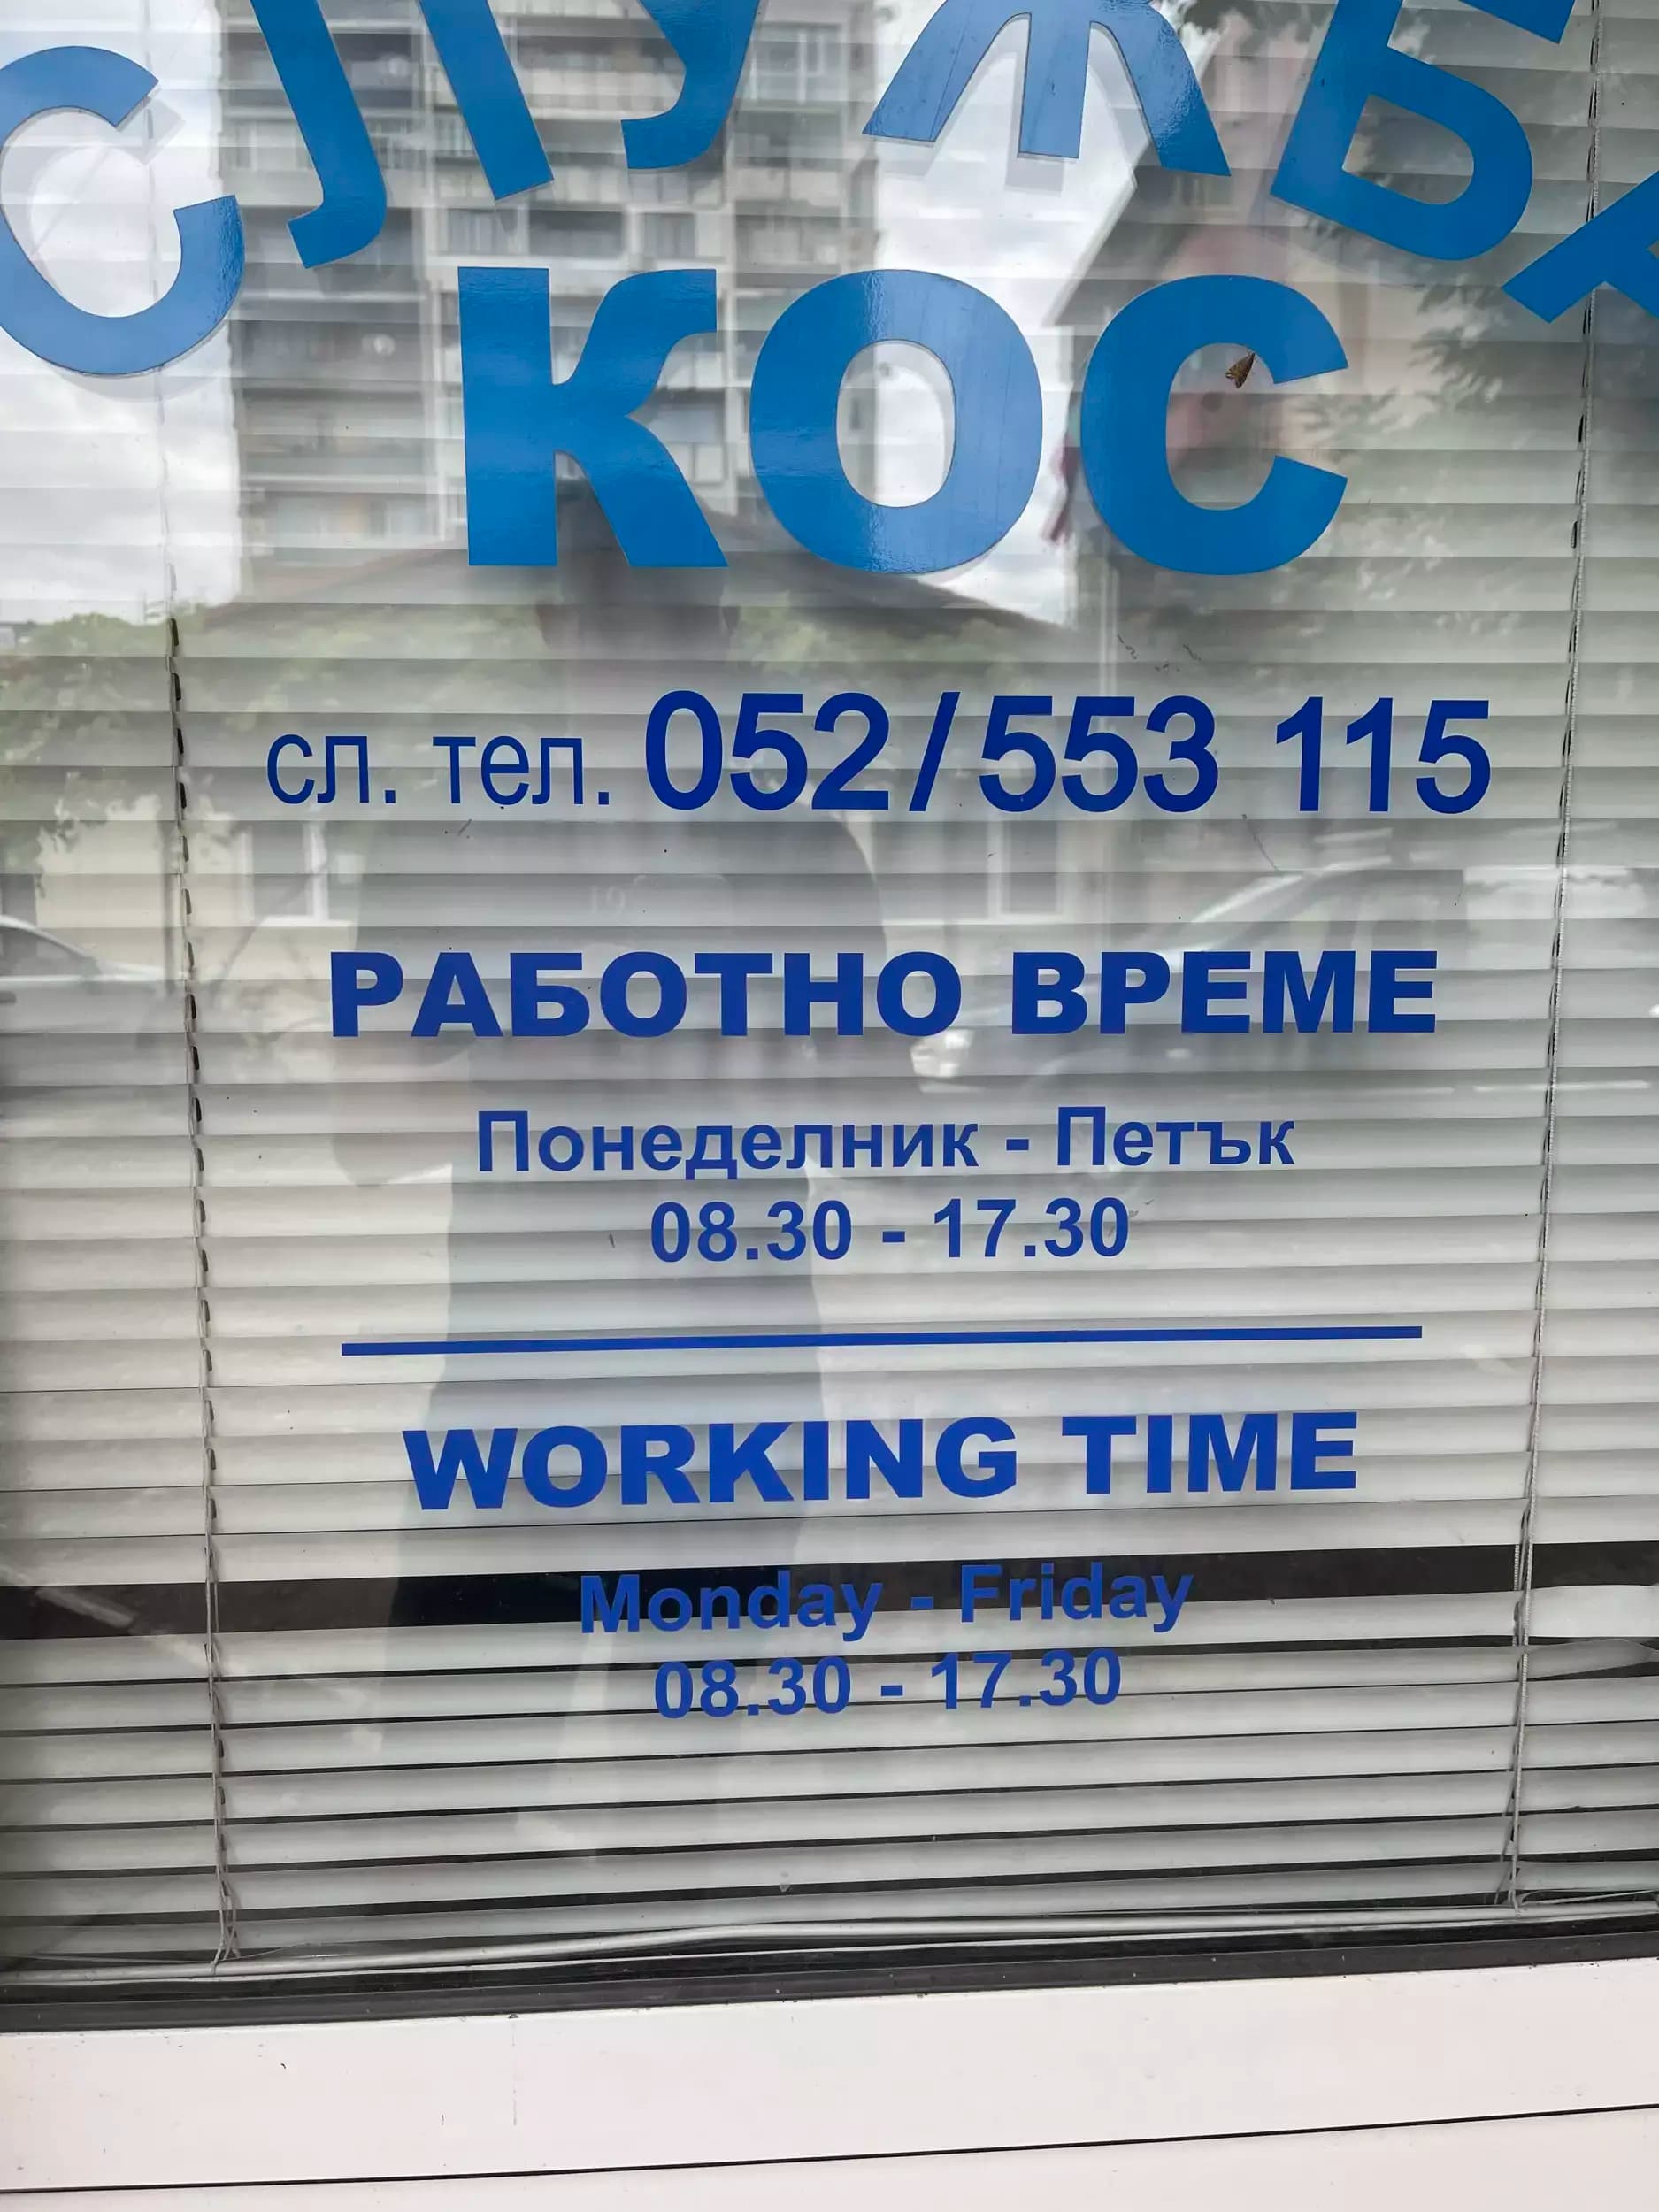 СЛУЖБА
КОС
сл. тел. 052/553 115
РАБОТНО ВРЕМЕ
Понеделник - Петък
08.30 - 17.30
WORKING TIME
Monday - Friday
08.30 - 17.30